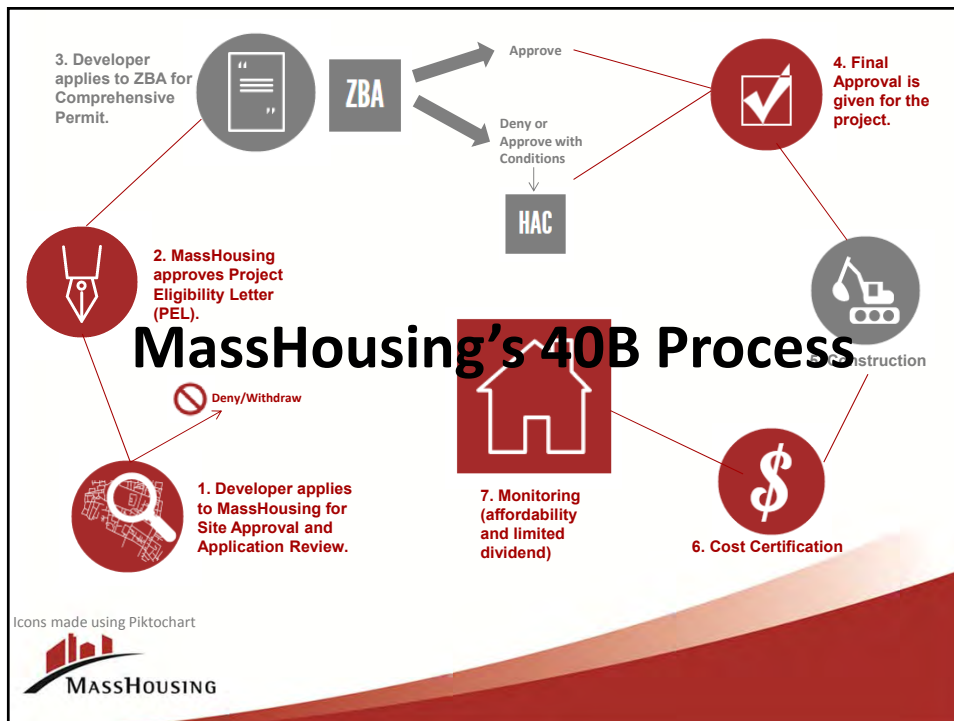 3. Developer
applies to ZBA for
Comprehensive
Permit.
“
”
ZBA
Approve
Deny or
Approve with
Conditions
HAC
4. Final
Approval is
given for the
project.
2. MassHousing
approves Project
Eligibility Letter
(PEL).
MassHousing’s 40B Process
5. Construction
Deny/Withdraw
1. Developer applies
to MassHousing for
Site Approval and
Application Review.
7. Monitoring
(affordability
and limited
dividend)
$
6. Cost Certification
Icons made using Piktochart
MASSHOUSING